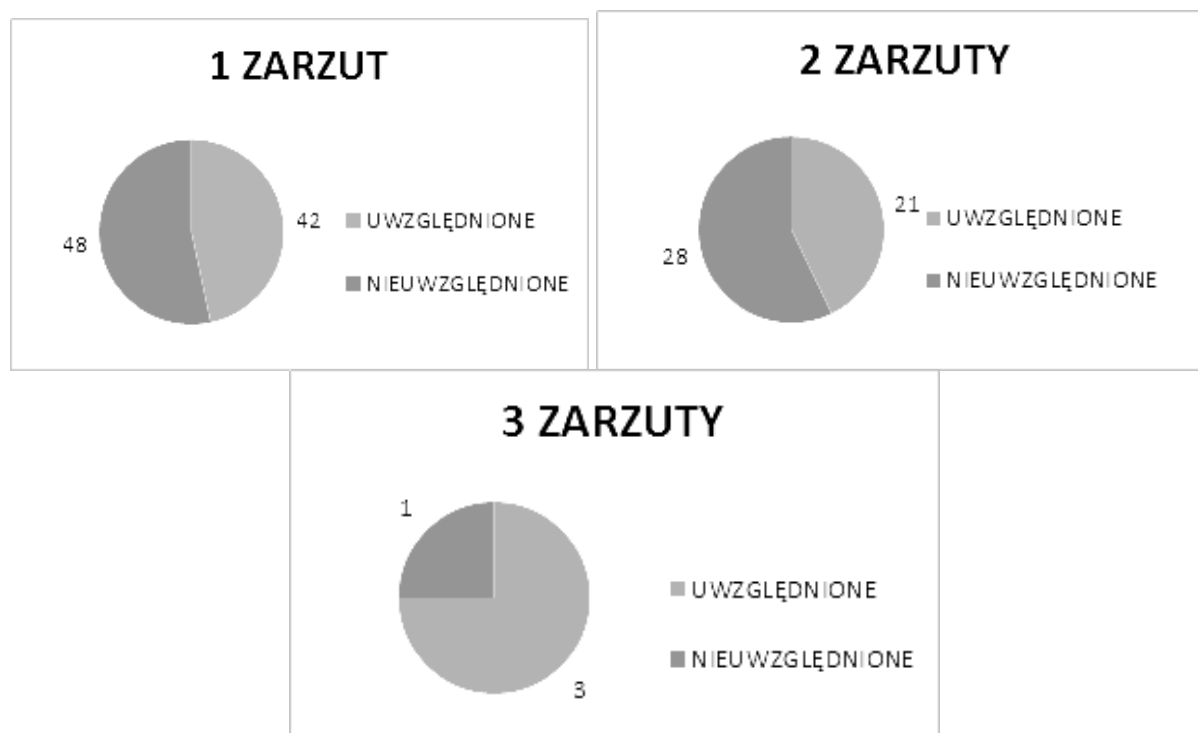 1 ZARZUT
42
48
UWZGLĘDNIONE
NIEUWZGLĘDNIONE
2 ZARZUTY
21
28
UWZGLĘDNIONE
NIEUWZGLĘDNIONE
3 ZARZUTY
1
3
UWZGLĘDNIONE
NIEUWZGLĘDNIONE